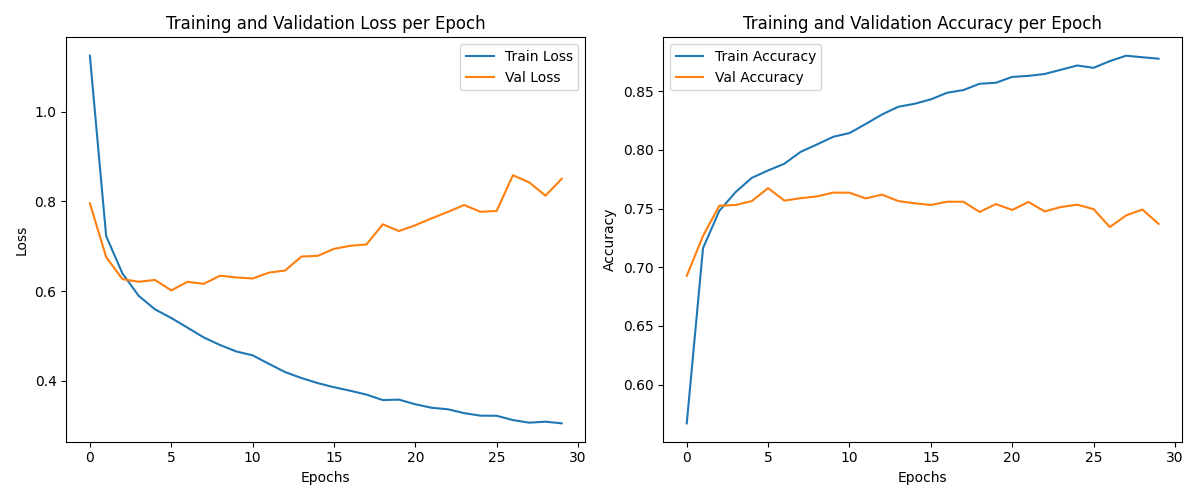 Training and Validation Loss per Epoch
Train Loss
Val Loss
1.0
0.8
0.6
0.4
Loss
0 5 10 15 20 25 30
Epochs
Training and Validation Accuracy per Epoch
Train Accuracy
Val Accuracy
0.85
0.80
0.75
0.70
0.65
0.60
Accuracy
0 5 10 15 20 25 30
Epochs